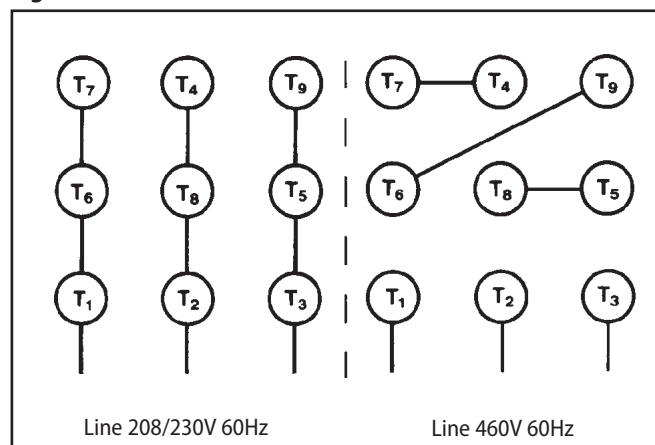 T₇ T₄ T₉ T₇ T₄ T₉
T₆ T₈ T₅ T₆ T₈ T₅
T₁ T₂ T₃ T₁ T₂ T₃
Line 208/230V 60Hz Line 460V 60Hz